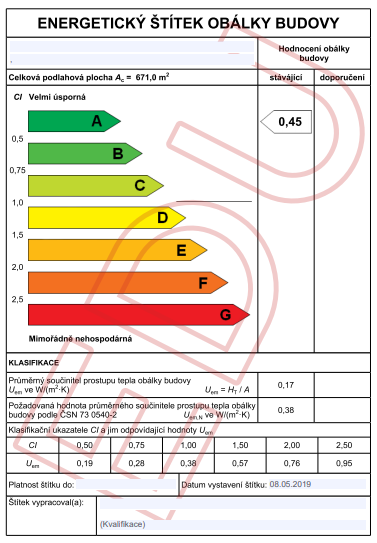 ENERGETICKÝ ŠTÍTEK OBÁLKY BUDOVY
Hodnocení obálky
budovy
Celková podlahová plocha Ac = 671,0 m2
stávající doporučení
CI Velmi úsporná
A
0,45
0,5
B
0,75
C
1,0
D
1,5
E
2,0
F
2,5
G
Mimořádně nehospodárná
KLASIFIKACE
Průměrný součinitel prostupu tepla obálky budovy
Uem ve W/(m2·K) Uem = HT / A
0,17
Požadovaná hodnota průměrného součinitele prostupu tepla obálky
budovy podle ČSN 73 0540-2 Uem,N ve W/(m2·K)
0,38
Klasifikační ukazatele CI a jim odpovídající hodnoty Uem
CI 0,50 0,75 1,00 1,50 2,00 2,50
Uem 0,19 0,28 0,38 0,57 0,76 0,95
Platnost štítku do: Datum vystavení štítku: 08.05.2019
Štítek vypracoval(a):
(Kvalifikace)